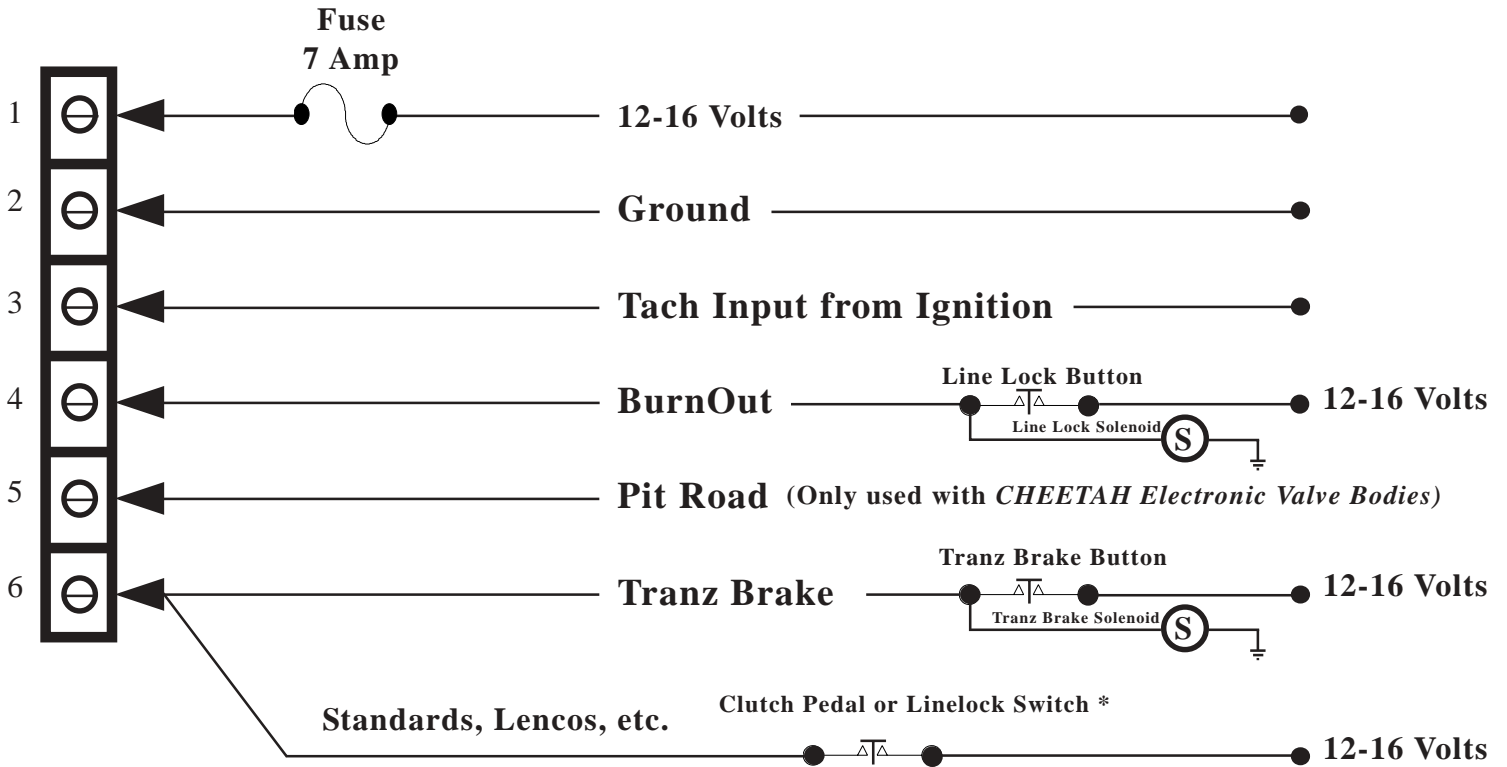 Fuse
7 Amp
1
12-16 Volts
2
Ground
3
Tach Input from Ignition
4
BurnOut
Line Lock Button
12-16 Volts
Line Lock Solenoid
S
5
Pit Road (Only used with CHEETAH Electronic Valve Bodies)
6
Tranz Brake
Tranz Brake Button
12-16 Volts
Tranz Brake Solenoid
S
Standards, Lencos, etc.
Clutch Pedal or Linelock Switch *
12-16 Volts